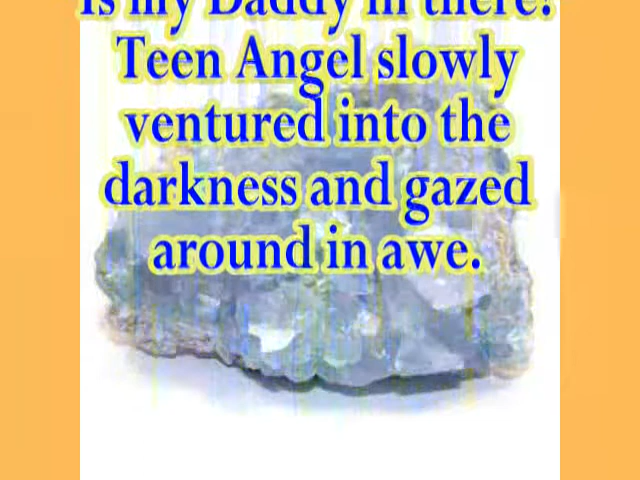 Is my Daddy in there?
Teen Angel slowly
ventured into the
darkness and gazed
around in awe.